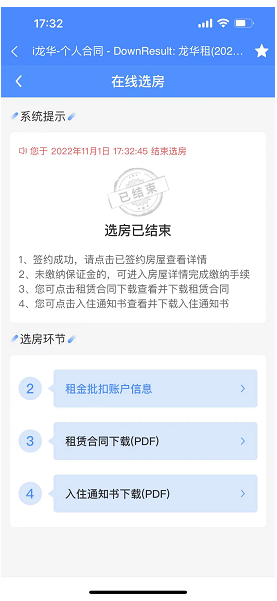 17:32
i龙华-个人合同 - DownResult: 龙华租(202...
在线选房
系统提示
您于 2022年11月1日 17:32:45 结束选房
已结束
选房已结束
1、签约成功，请点击已签约房屋查看详情
2、未缴纳保证金的，可进入房屋详情完成缴纳手续
3、您可点击租赁合同下载查看并下载租赁合同
4、您可点击入住通知书查看并下载入住通知书
选房环节
2 租金批扣账户信息
3 租赁合同下载(PDF)
4 入住通知书下载(PDF)